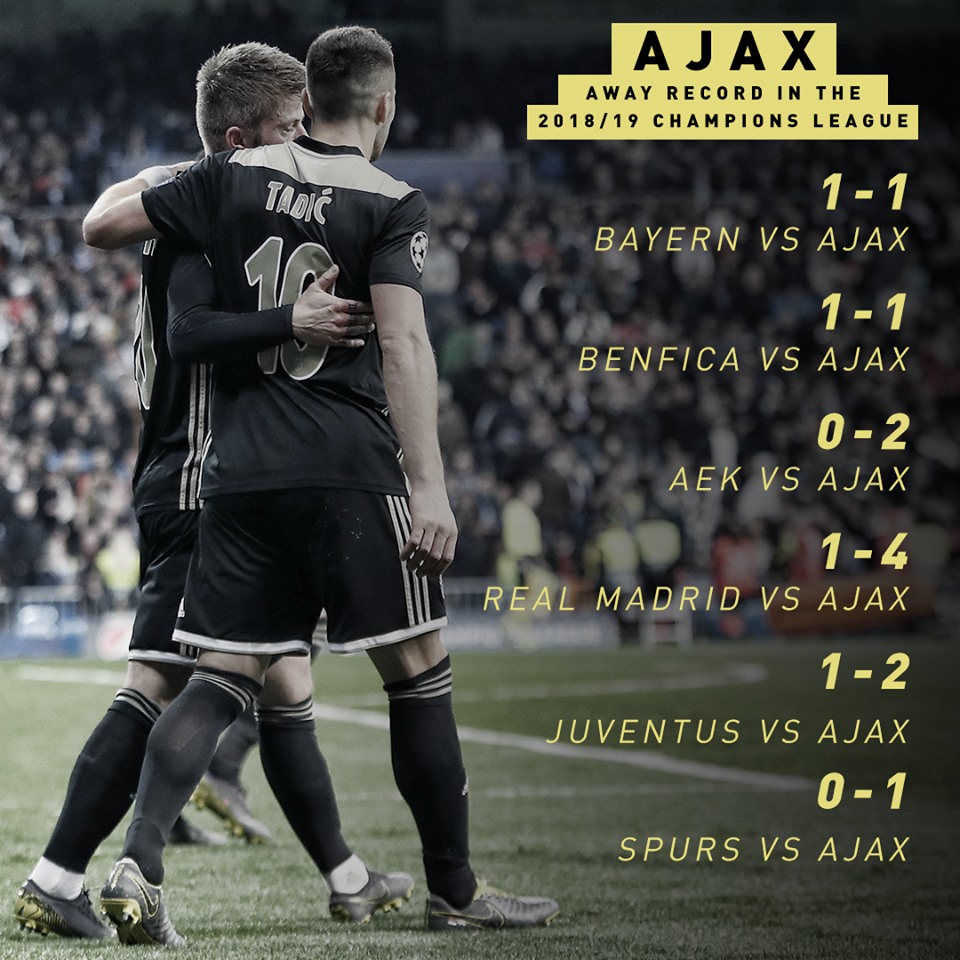 AJAX
AWAY RECORD IN THE
2018/19 CHAMPIONS LEAGUE
1-1
BAYERN VS AJAX
1-1
BENFICA VS AJAX
0-2
AEK VS AJAX
1-4
REAL MADRID VS AJAX
1-2
JUVENTUS VS AJAX
0-1
SPURS VS AJAX
TADIĆ
10